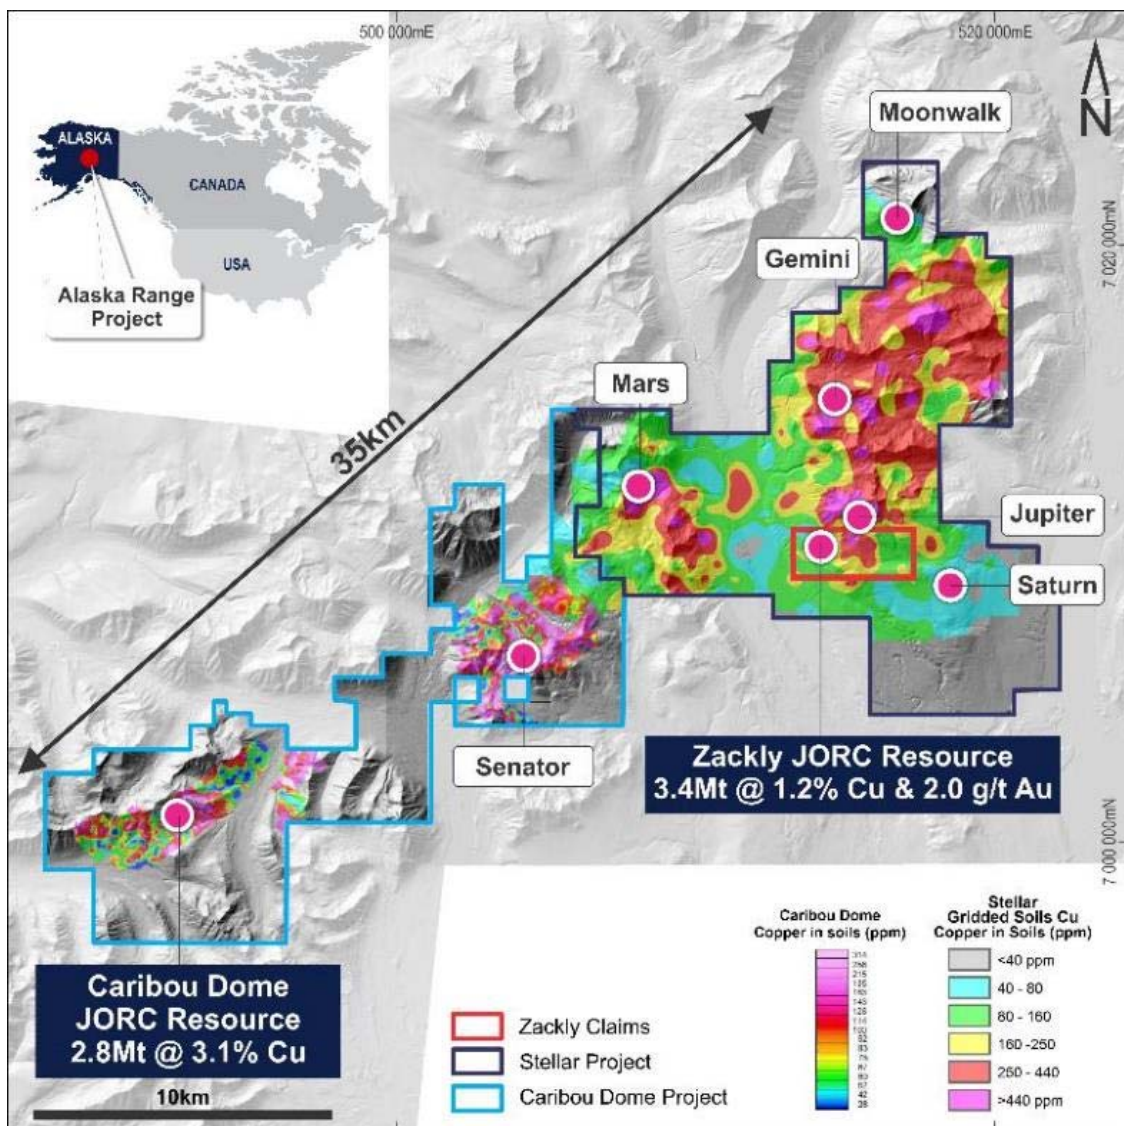 500 000mE
520 000mE
N
Moonwalk
ALASKA
CANADA
USA
Alaska Range
Project
7 020 000mN
Gemini
Mars
35km
Jupiter
Saturn
Senator
Zackly JORC Resource
3.4Mt @ 1.2% Cu & 2.0 g/t Au
7 000 000mN
Caribou Dome
JORC Resource
2.8Mt @ 3.1% Cu
10km
Zackly Claims
Stellar Project
Caribou Dome Project
Caribou Dome
Copper in soils (ppm)
Stellar
Gridded Soils Cu
Copper in Soils (ppm)
<40 ppm
40 - 80
80 - 160
160 -250
250 - 440
>440 ppm